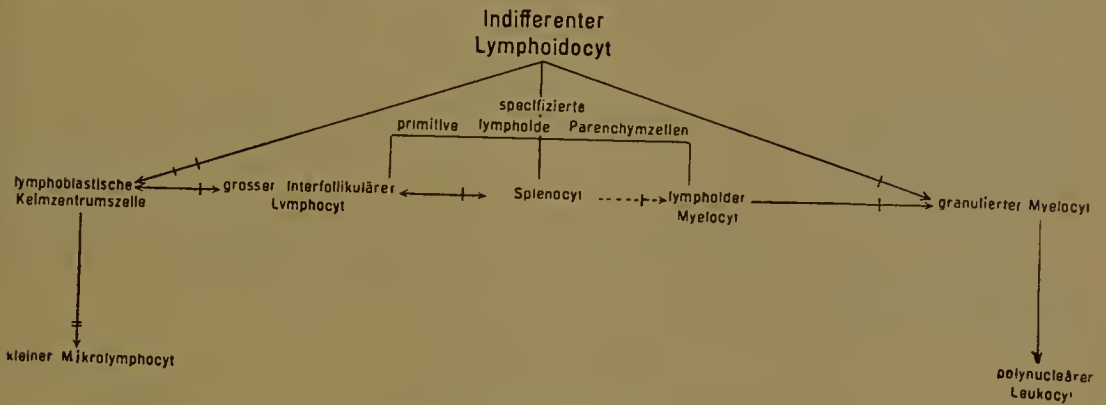 Indifferenter
Lymphoidocyt
specifizierte
primitive lymphoide Parenchymzellen
lymphoblastische
Keimzentrumszelle
grosser Interfollikulärer
Lymphocyt
Splenocyt
lymphoider
Myelocyt
granulierter Myelocyt
kleiner Mikrolymphocyt
polynucleärer
Leukocyt